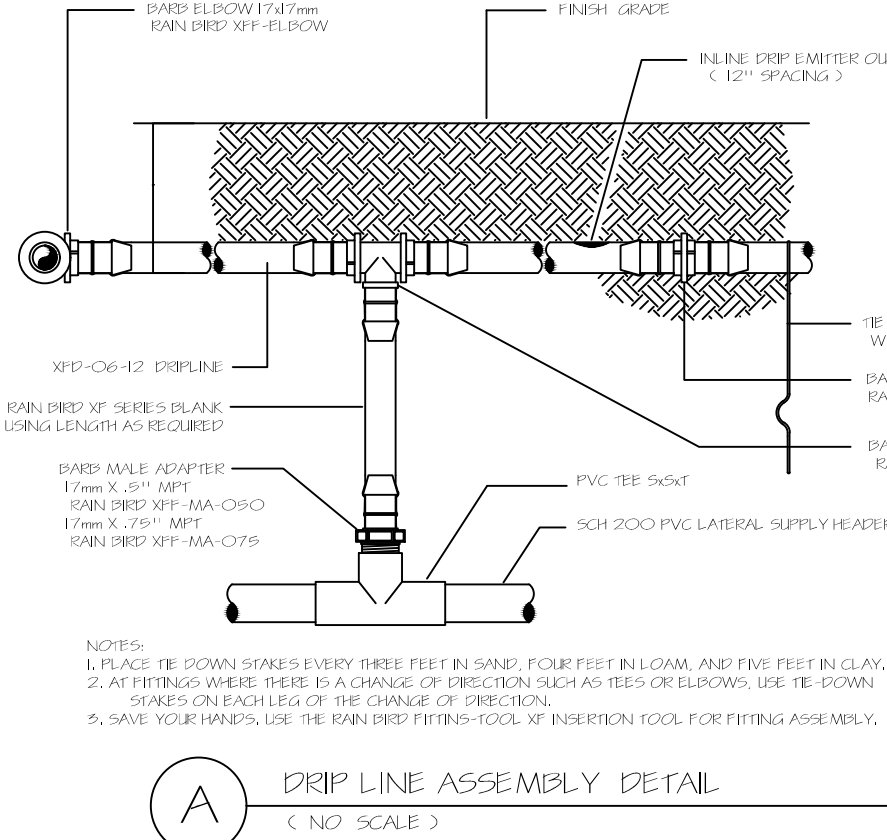 BARB ELBOW 17x17mm
RAIN BIRD XFF-ELBOW
FINISH GRADE
INLINE DRIP EMITTER OU
( 12" SPACING )
TIE
W
XFD-06-12 DRIPLINE
BA
RA
RAIN BIRD XF SERIES BLANK
USING LENGTH AS REQUIRED
BA
RA
BARB MALE ADAPTER
17mm X .5" MPT
RAIN BIRD XFF-MA-050
17mm X .75" MPT
RAIN BIRD XFF-MA-075
PVC TEE SxSxT
SCH 200 PVC LATERAL SUPPLY HEADER
NOTES:
1. PLACE TIE DOWN STAKES EVERY THREE FEET IN SAND, FOUR FEET IN LOAM, AND FIVE FEET IN CLAY.
2. AT FITTINGS WHERE THERE IS A CHANGE OF DIRECTION SUCH AS TEES OR ELBOWS, USE TIE-DOWN
STAKES ON EACH LEG OF THE CHANGE OF DIRECTION.
3. SAVE YOUR HANDS, USE THE RAIN BIRD FITTINS-TOOL XF INSERTION TOOL FOR FITTING ASSEMBLY.
A
DRIP LINE ASSEMBLY DETAIL
( NO SCALE )